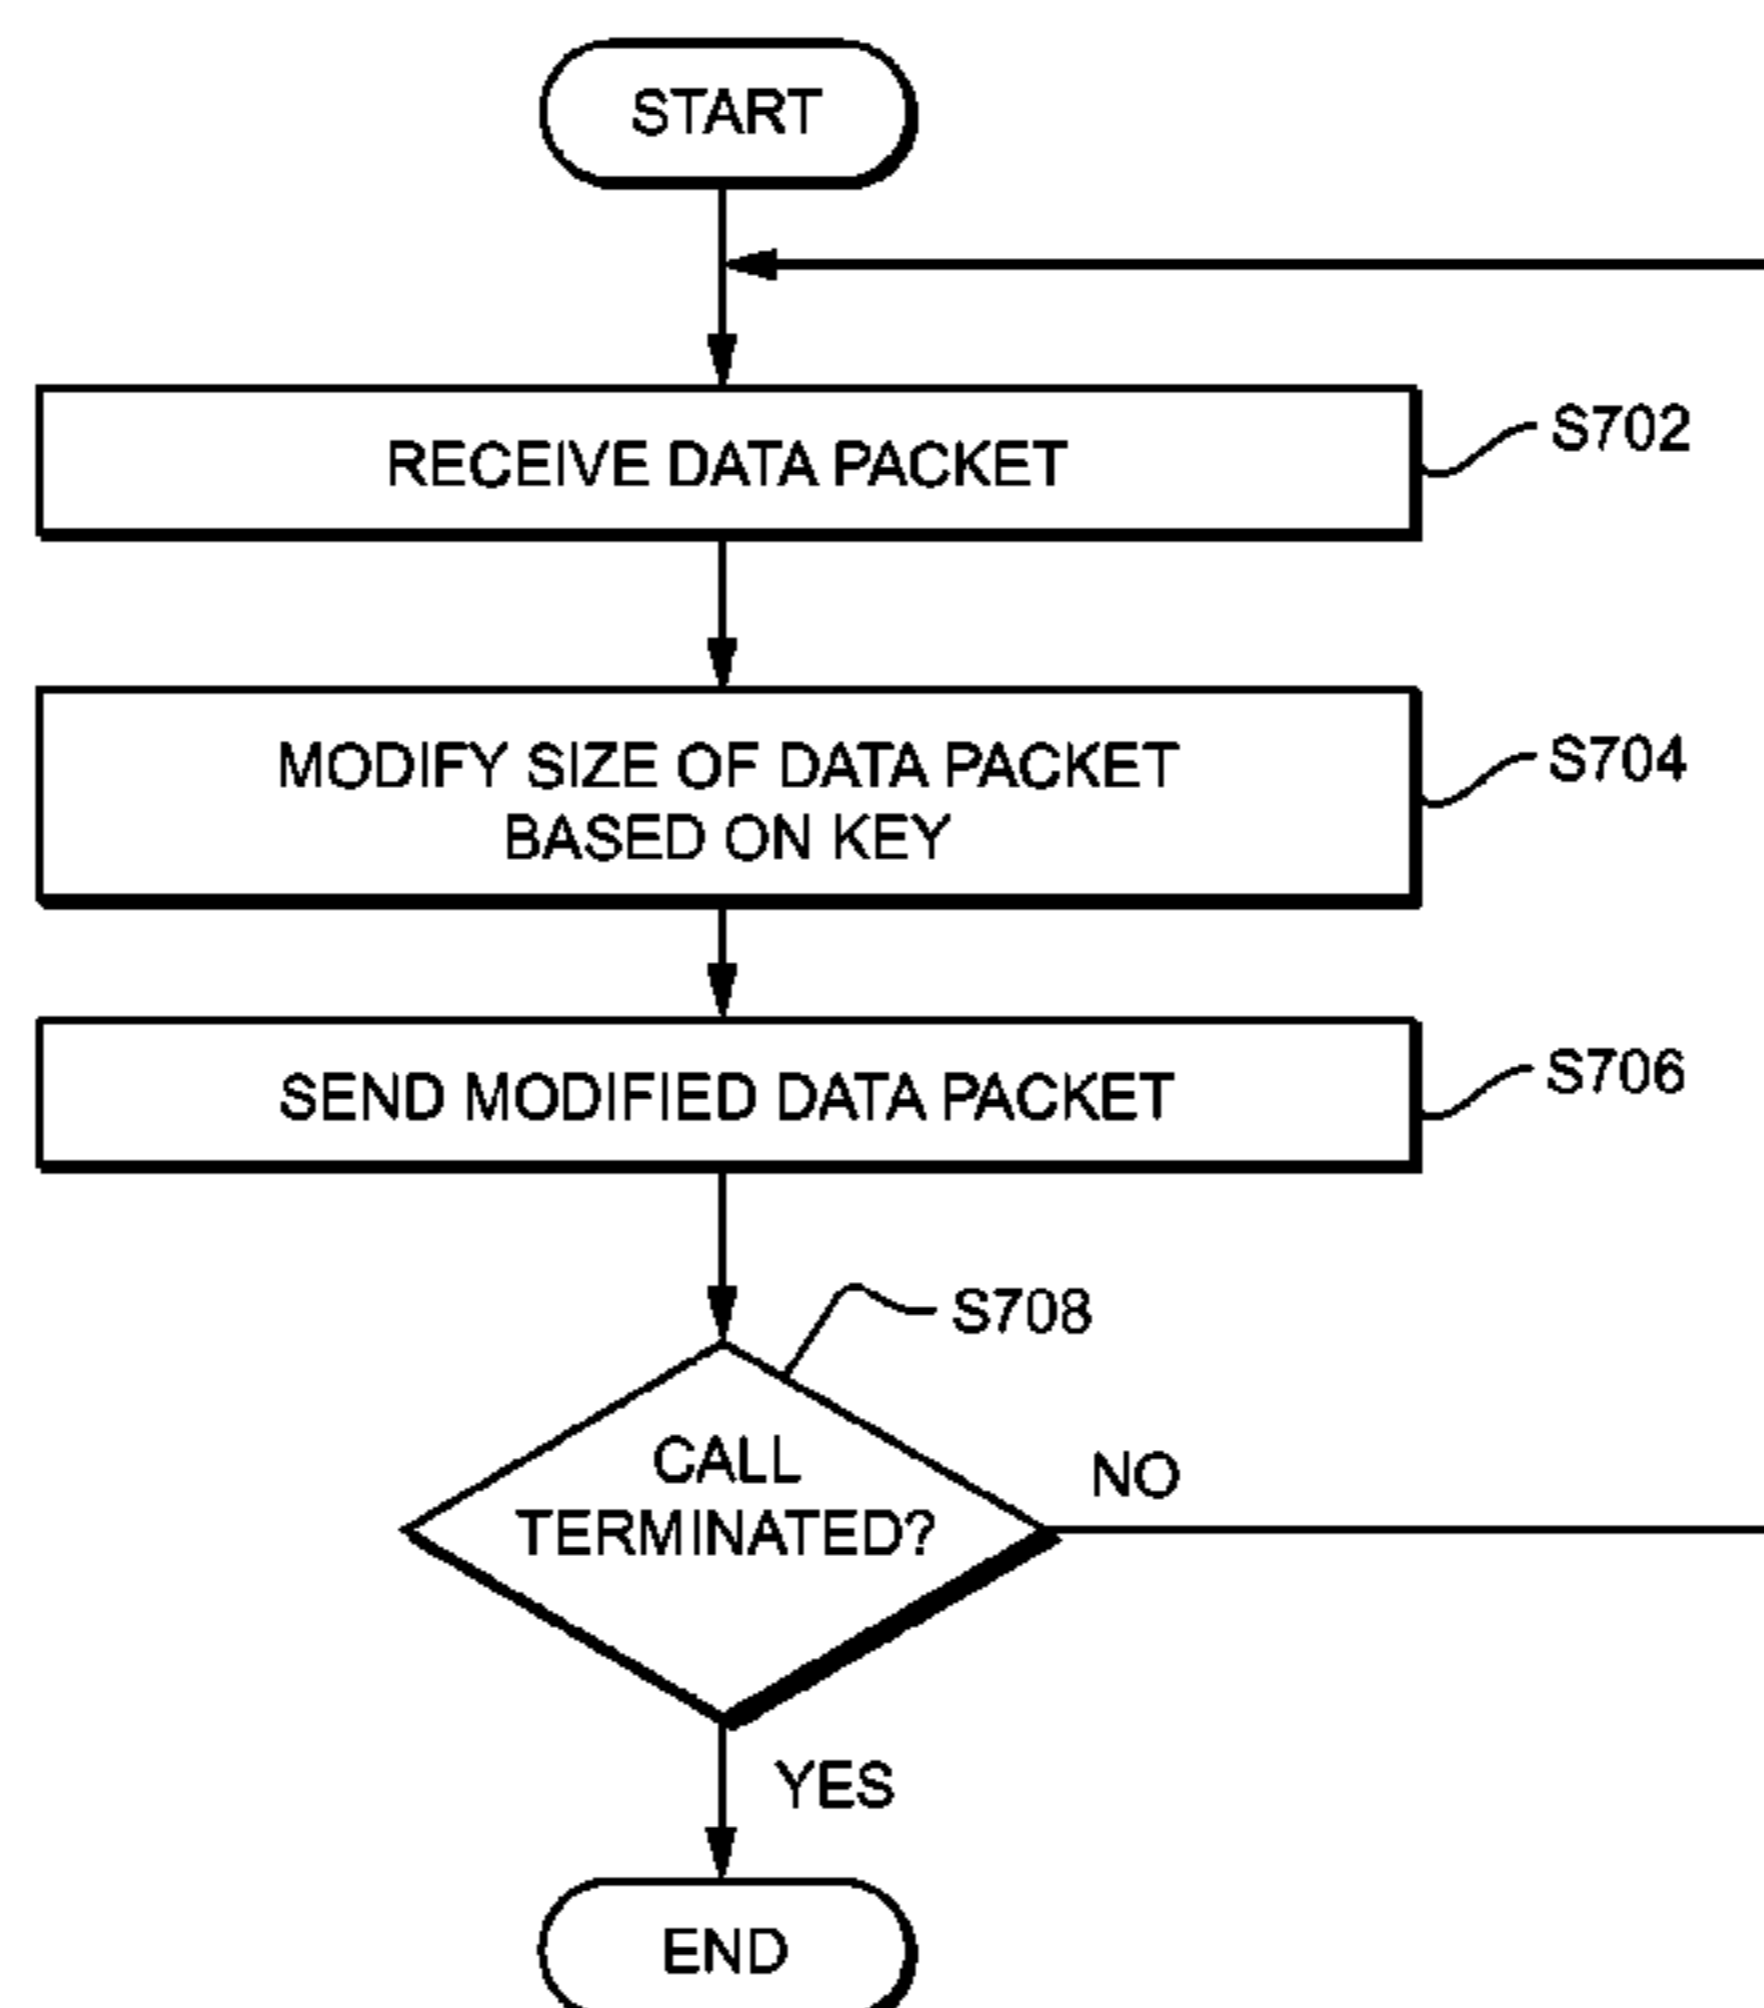 START
RECEIVE DATA PACKET
S702
MODIFY SIZE OF DATA PACKET
BASED ON KEY
S704
SEND MODIFIED DATA PACKET
S706
S708
CALL
TERMINATED?
NO
YES
END